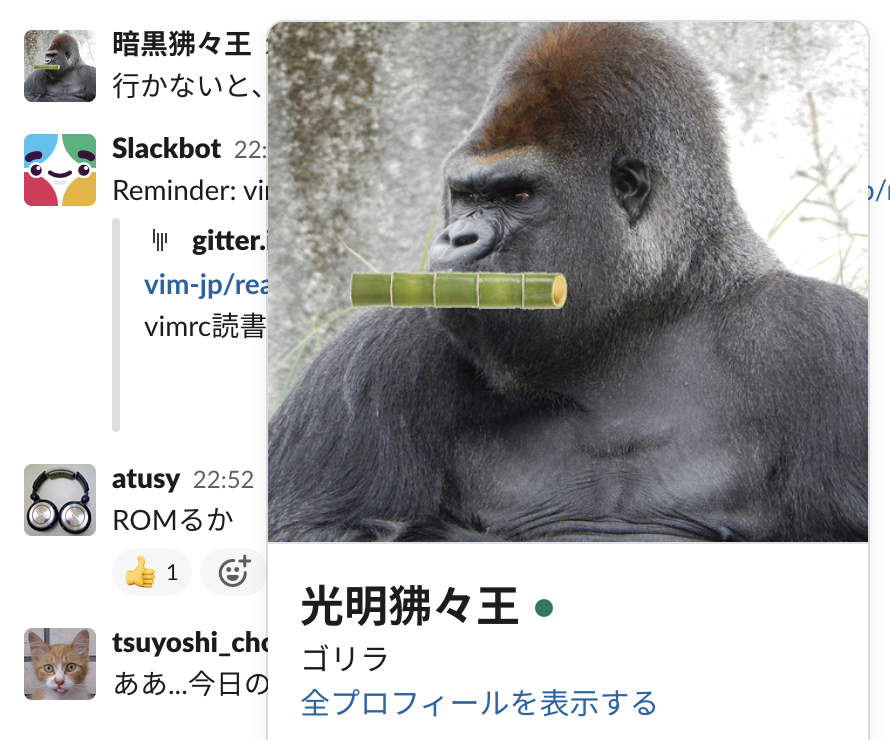 暗黒狒々王
行かないと、
Slackbot 22:
Reminder: vi
gitter.i
vim-jp/rea
vimrc読書
atusy 22:52
ROMるか
1
tsuyoshi_cho
ああ...今日の
光明狒々王
ゴリラ
全プロフィールを表示する